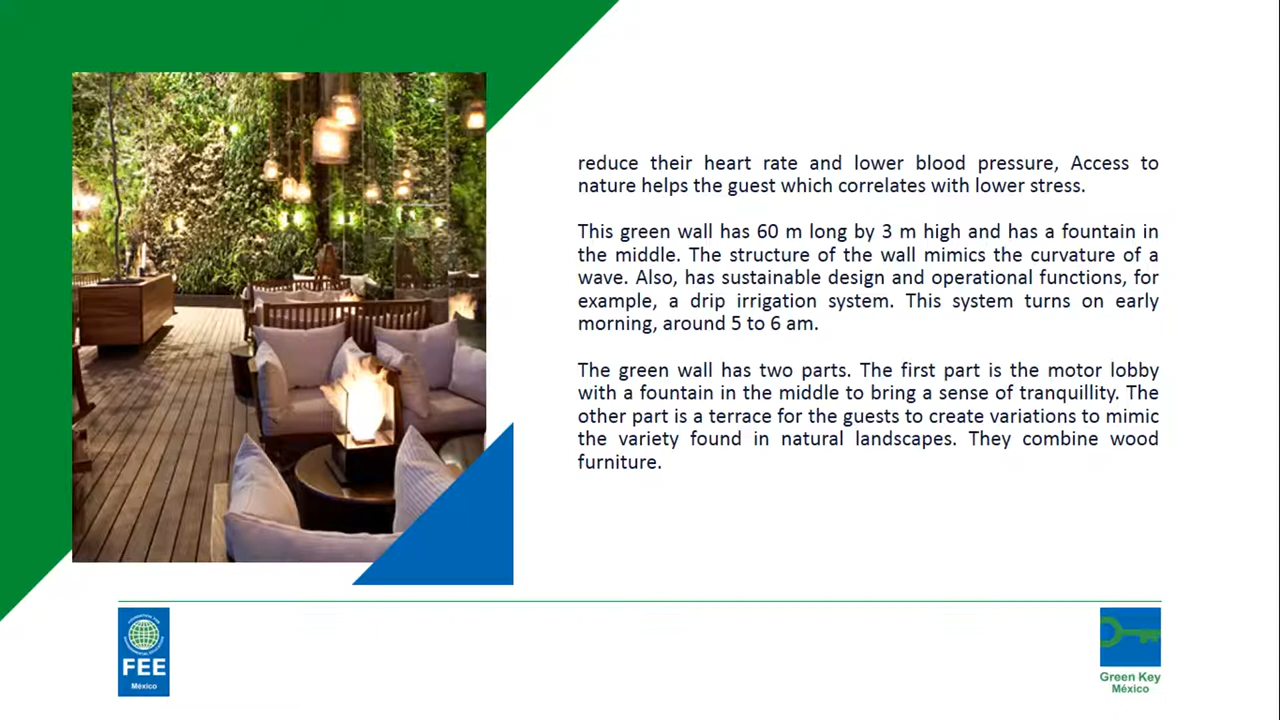 reduce their heart rate and lower blood pressure, Access to
nature helps the guest which correlates with lower stress.
This green wall has 60 m long by 3 m high and has a fountain in
the middle. The structure of the wall mimics the curvature of a
wave. Also, has sustainable design and operational functions, for
example, a drip irrigation system. This system turns on early
morning, around 5 to 6 am.
The green wall has two parts. The first part is the motor lobby
with a fountain in the middle to bring a sense of tranquillity. The
other part is a terrace for the guests to create variations to mimic
the variety found in natural landscapes. They combine wood
furniture.
FEE
México
Green Key
México